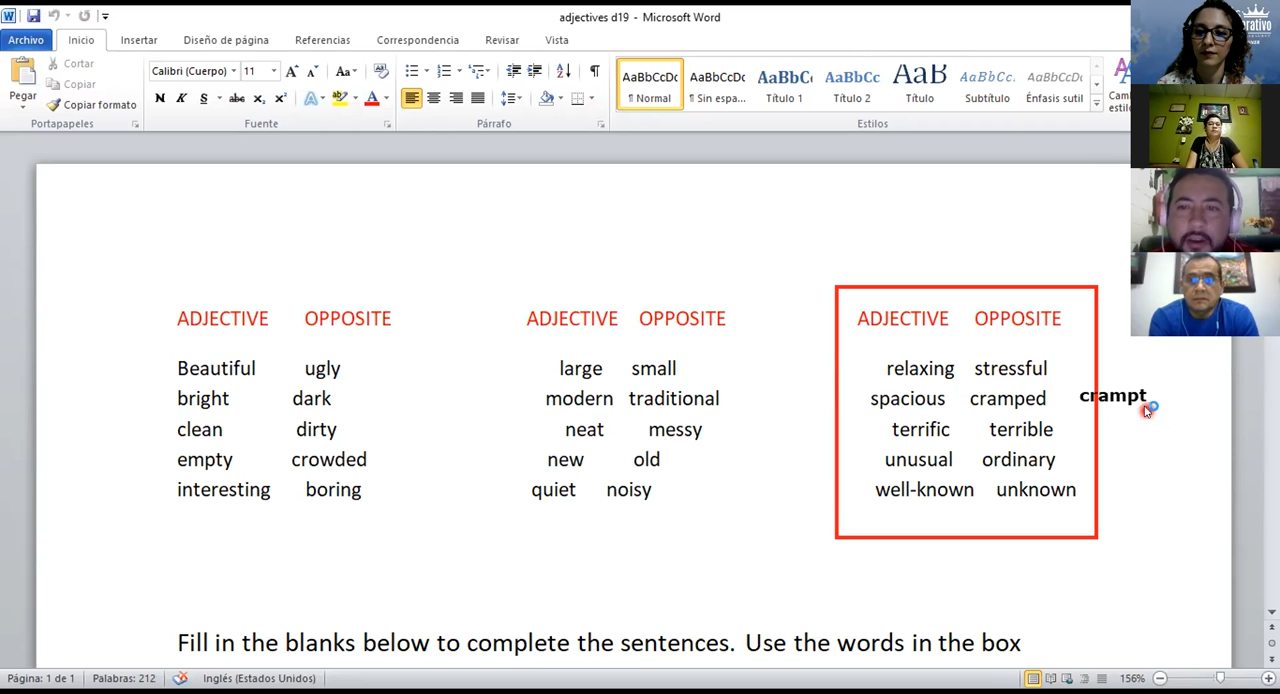 adjectives d19 - Microsoft Word
Archivo Inicio Insertar Diseño de página Referencias Correspondencia Revisar Vista
Pegar
Cortar
Copiar
Copiar formato
Portapapeles
Calibri (Cuerpo) 11
Fuente
Párrafo
AaBbCcDc AaBbCcDc AaBbC AaBbCc AaB AaBbCc. AaBbCcDc
¶ Normal ¶ Sin espa... Título 1 Título 2 Título Subtítulo Énfasis sutil
Estilos
ADJECTIVE OPPOSITE ADJECTIVE OPPOSITE ADJECTIVE OPPOSITE
Beautiful ugly large small relaxing stressful
bright dark modern traditional spacious cramped crampt
clean dirty neat messy terrific terrible
empty crowded new old unusual ordinary
interesting boring quiet noisy well-known unknown
Fill in the blanks below to complete the sentences. Use the words in the box
Página: 1 de 1 Palabras: 212 Inglés (Estados Unidos) 156%